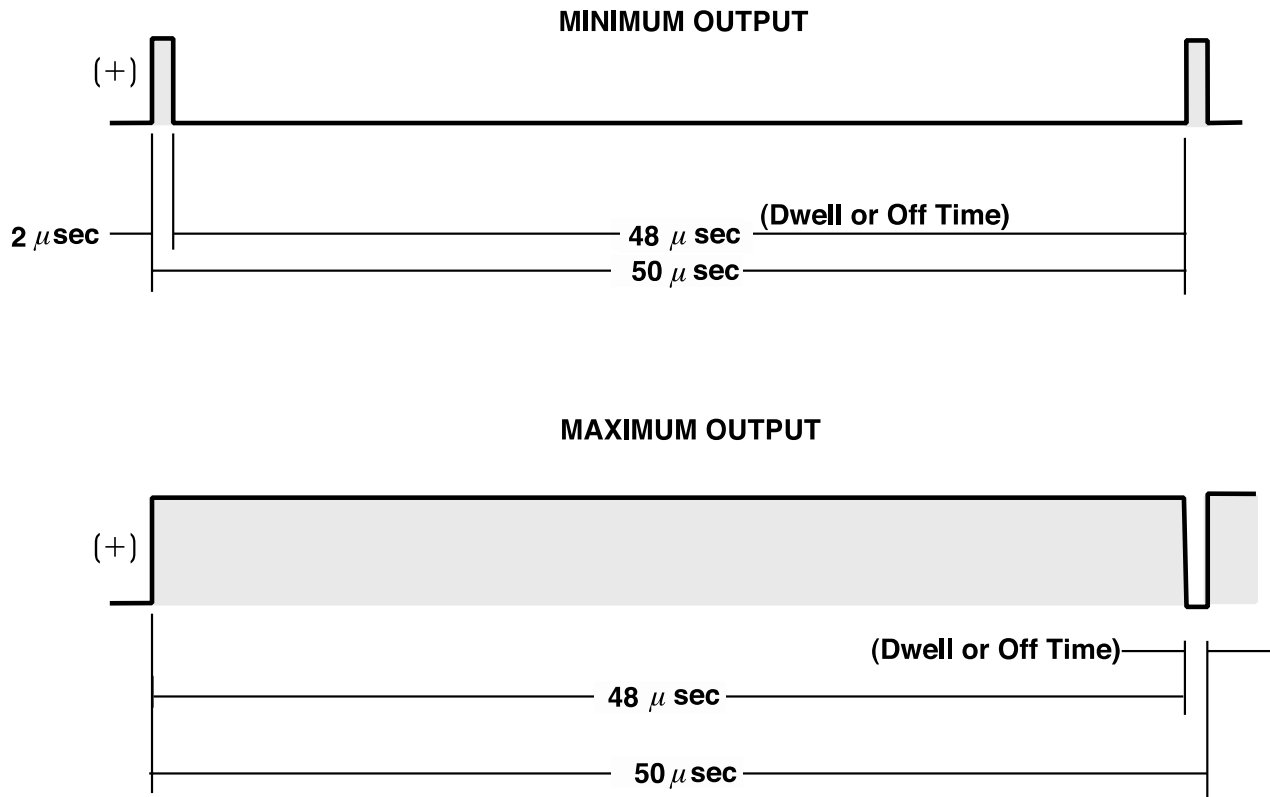 MINIMUM OUTPUT
(+)
(Dwell or Off Time)
2 μsec
48 μ sec
50 μ sec
MAXIMUM OUTPUT
(+)
(Dwell or Off Time)
48 μ sec
50 μ sec